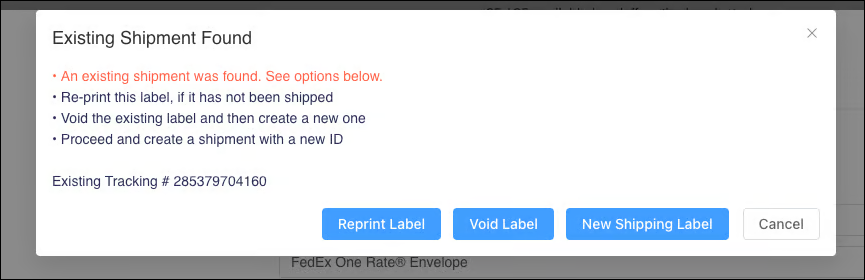 Existing Shipment Found
• An existing shipment was found. See options below.
• Re-print this label, if it has not been shipped
• Void the existing label and then create a new one
• Proceed and create a shipment with a new ID
Existing Tracking # 285379704160
Reprint Label Void Label New Shipping Label Cancel
FedEx One Rate® Envelope